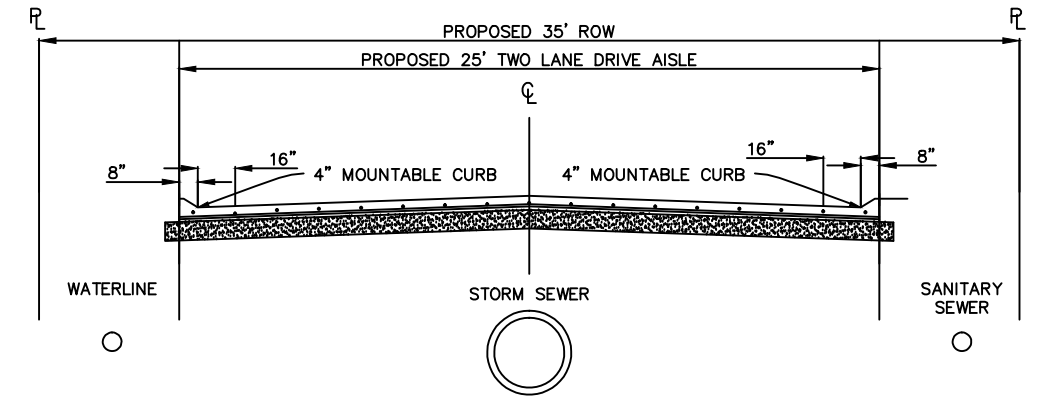 PL PL
PROPOSED 35' ROW
PROPOSED 25' TWO LANE DRIVE AISLE
CL
8" 16" 16" 8"
4" MOUNTABLE CURB 4" MOUNTABLE CURB
WATERLINE STORM SEWER SANITARY
SEWER